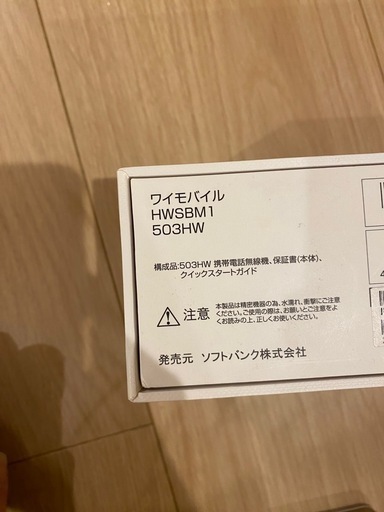 ワイモバイル
HWSBM1
503HW
構成品:503HW 携帯電話無線機、保証書(本体)、
クイックスタートガイド
注意
本製品は精密機器の為、水濡れ、衝撃にご注意
ください。ご使用の際は、お願いとご注意をよ
くお読みの上、正しくお使いください。
発売元 ソフトバンク株式会社